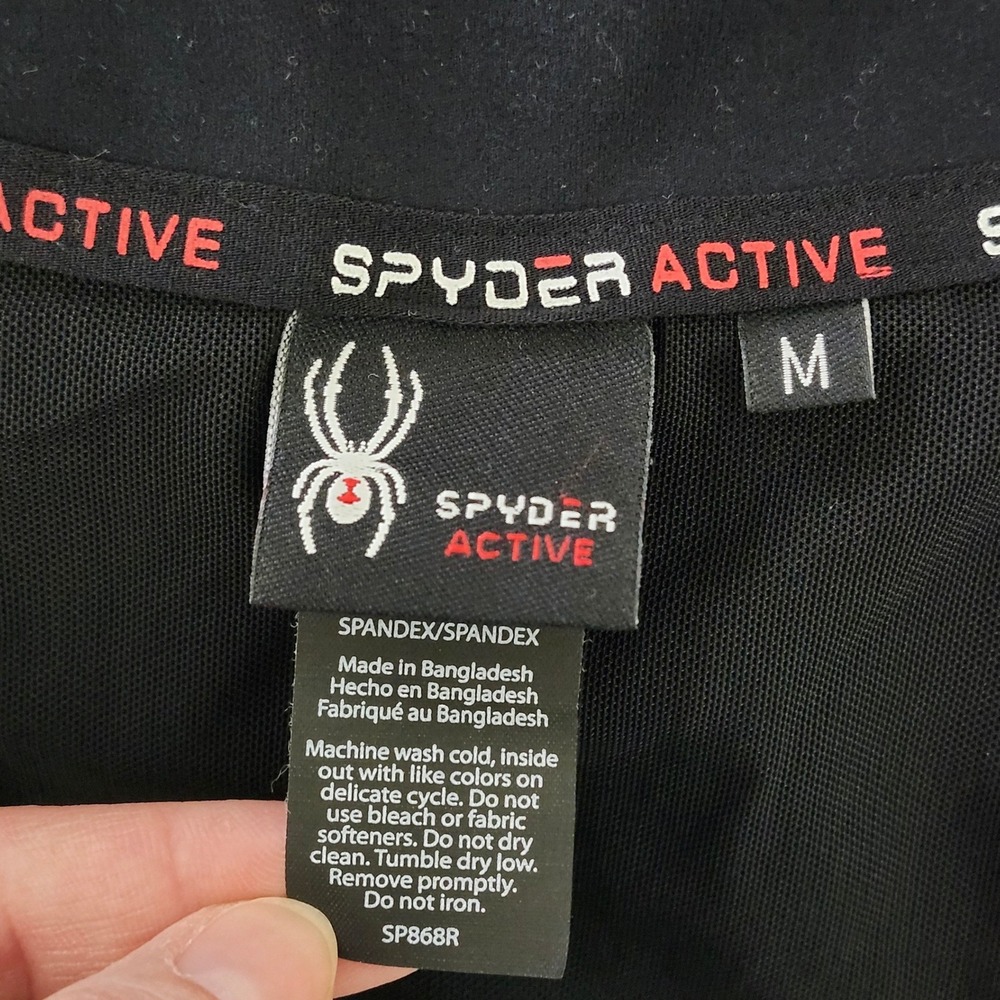 ACTIVE SPYDER ACTIVE S
M
SPYDER
ACTIVE
SPANDEX/SPANDEX
Made in Bangladesh
Hecho en Bangladesh
Fabriqué au Bangladesh
Machine wash cold, inside
out with like colors on
delicate cycle. Do not
use bleach or fabric
softeners. Do not dry
clean. Tumble dry low.
Remove promptly.
Do not iron.
SP868R